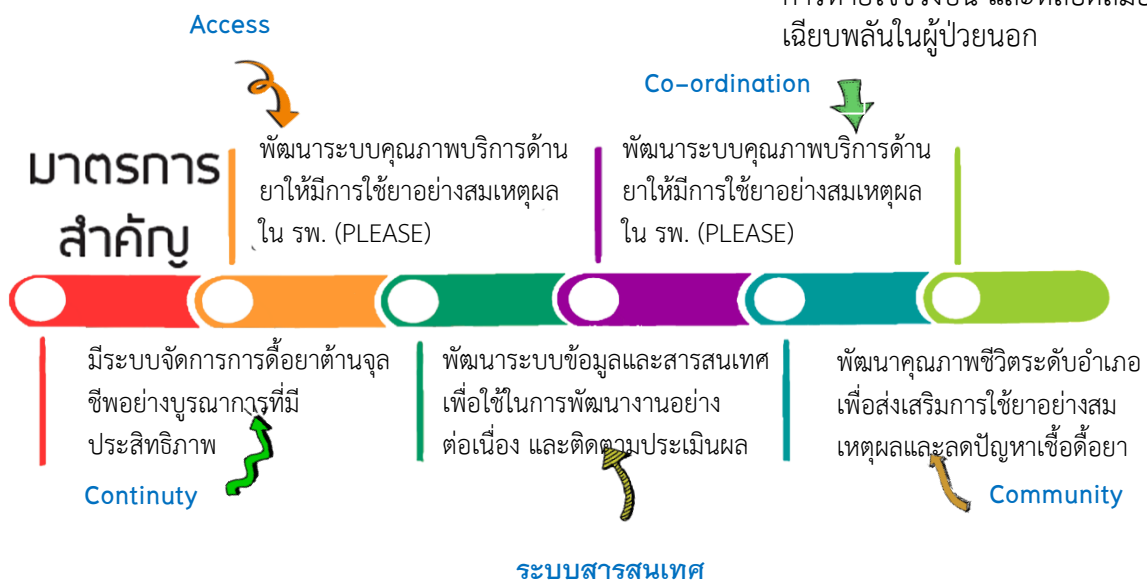 เฉียบพลันในผู้ป่วยนอก
Access
Co-ordination
มาตรการ
สำคัญ
พัฒนาระบบคุณภาพบริการด้าน
ยาให้มีการใช้ยาอย่างสมเหตุผล
ใน รพ. (PLEASE)
พัฒนาระบบคุณภาพบริการด้าน
ยาให้มีการใช้ยาอย่างสมเหตุผล
ใน รพ. (PLEASE)
มีระบบจัดการการดื้อยาต้านจุล
ชีพอย่างบูรณาการที่มี
ประสิทธิภาพ
Continuty
พัฒนาระบบข้อมูลและสารสนเทศ
เพื่อใช้ในการพัฒนางานอย่าง
ต่อเนื่อง และติดตามประเมินผล
ระบบสารสนเทศ
พัฒนาคุณภาพชีวิตระดับอำเภอ
เพื่อส่งเสริมการใช้ยาอย่างสม
เหตุผลและลดปัญหาเชื้อดื้อยา
Community